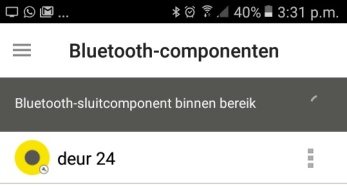 ... 40% 3:31 p.m.
Bluetooth-componenten
Bluetooth-sluitcomponent binnen bereik
deur 24